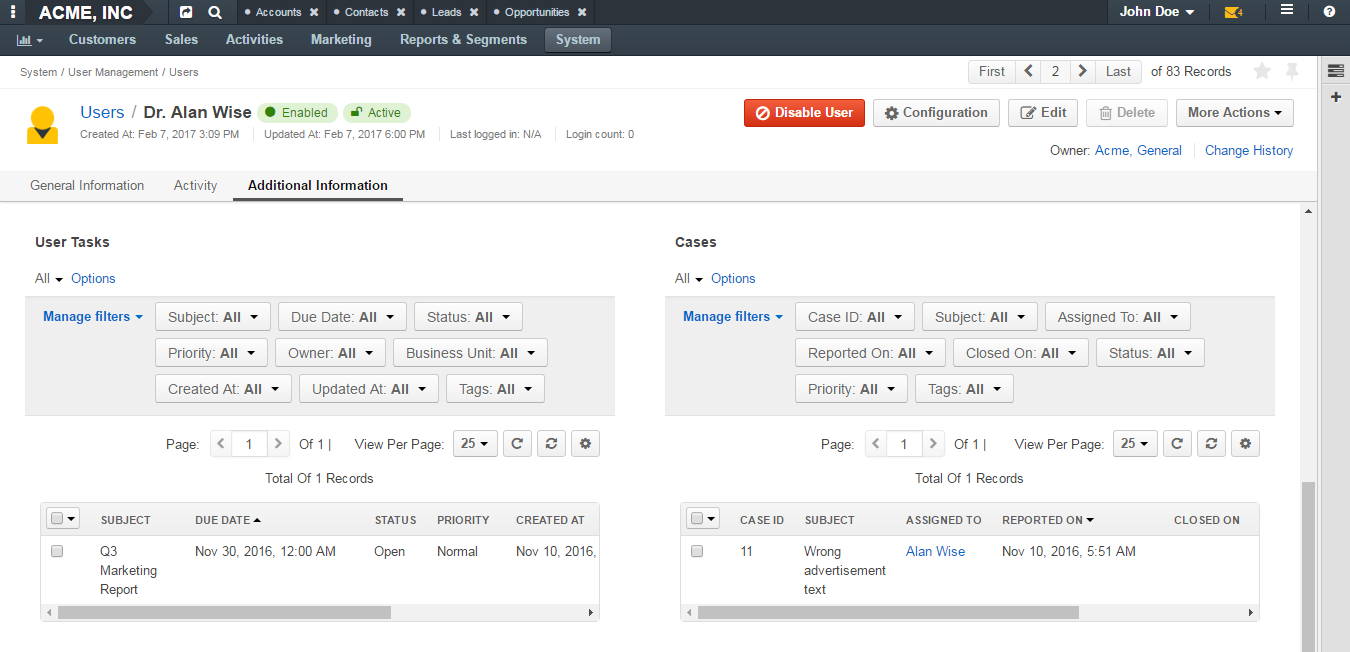 ACME, INC • Accounts ✖ • Contacts ✖ • Leads ✖ • Opportunities ✖ John Doe 4 ?
Customers Sales Activities Marketing Reports & Segments System
System / User Management / Users First 2 Last of 83 Records
Users / Dr. Alan Wise Enabled Active Disable User Configuration Edit Delete More Actions
Created At: Feb 7, 2017 3:09 PM Updated At: Feb 7, 2017 6:00 PM Last logged in: N/A Login count: 0
Owner: Acme, General Change History
General Information Activity Additional Information
User Tasks
All Options
Manage filters Subject: All Due Date: All Status: All
Priority: All Owner: All Business Unit: All
Created At: All Updated At: All Tags: All
Page: 1 Of 1 | View Per Page: 25
Total Of 1 Records
SUBJECT DUE DATE STATUS PRIORITY CREATED AT
Q3 Marketing Report Nov 30, 2016, 12:00 AM Open Normal Nov 10, 2016,
Cases
All Options
Manage filters Case ID: All Subject: All Assigned To: All
Reported On: All Closed On: All Status: All
Priority: All Tags: All
Page: 1 Of 1 | View Per Page: 25
Total Of 1 Records
CASE ID SUBJECT ASSIGNED TO REPORTED ON CLOSED ON
11 Wrong advertisement text Alan Wise Nov 10, 2016, 5:51 AM